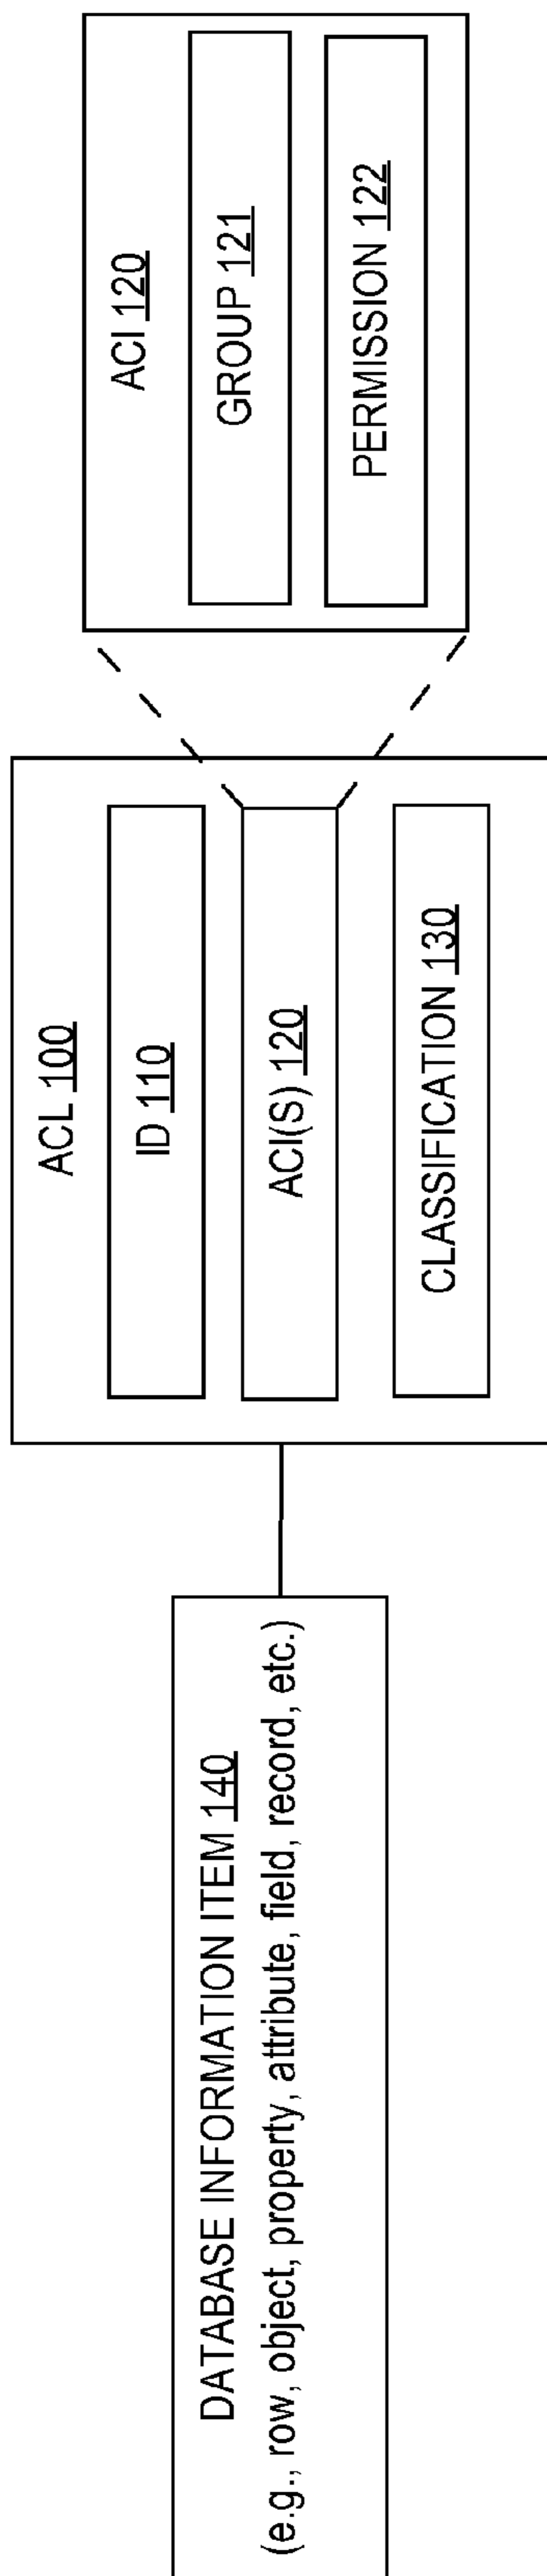 DATABASE INFORMATION ITEM 140
(e.g., row, object, property, attribute, field, record, etc.)
ACL 100
ID 110
ACI(S) 120
CLASSIFICATION 130
ACI 120
GROUP 121
PERMISSION 122